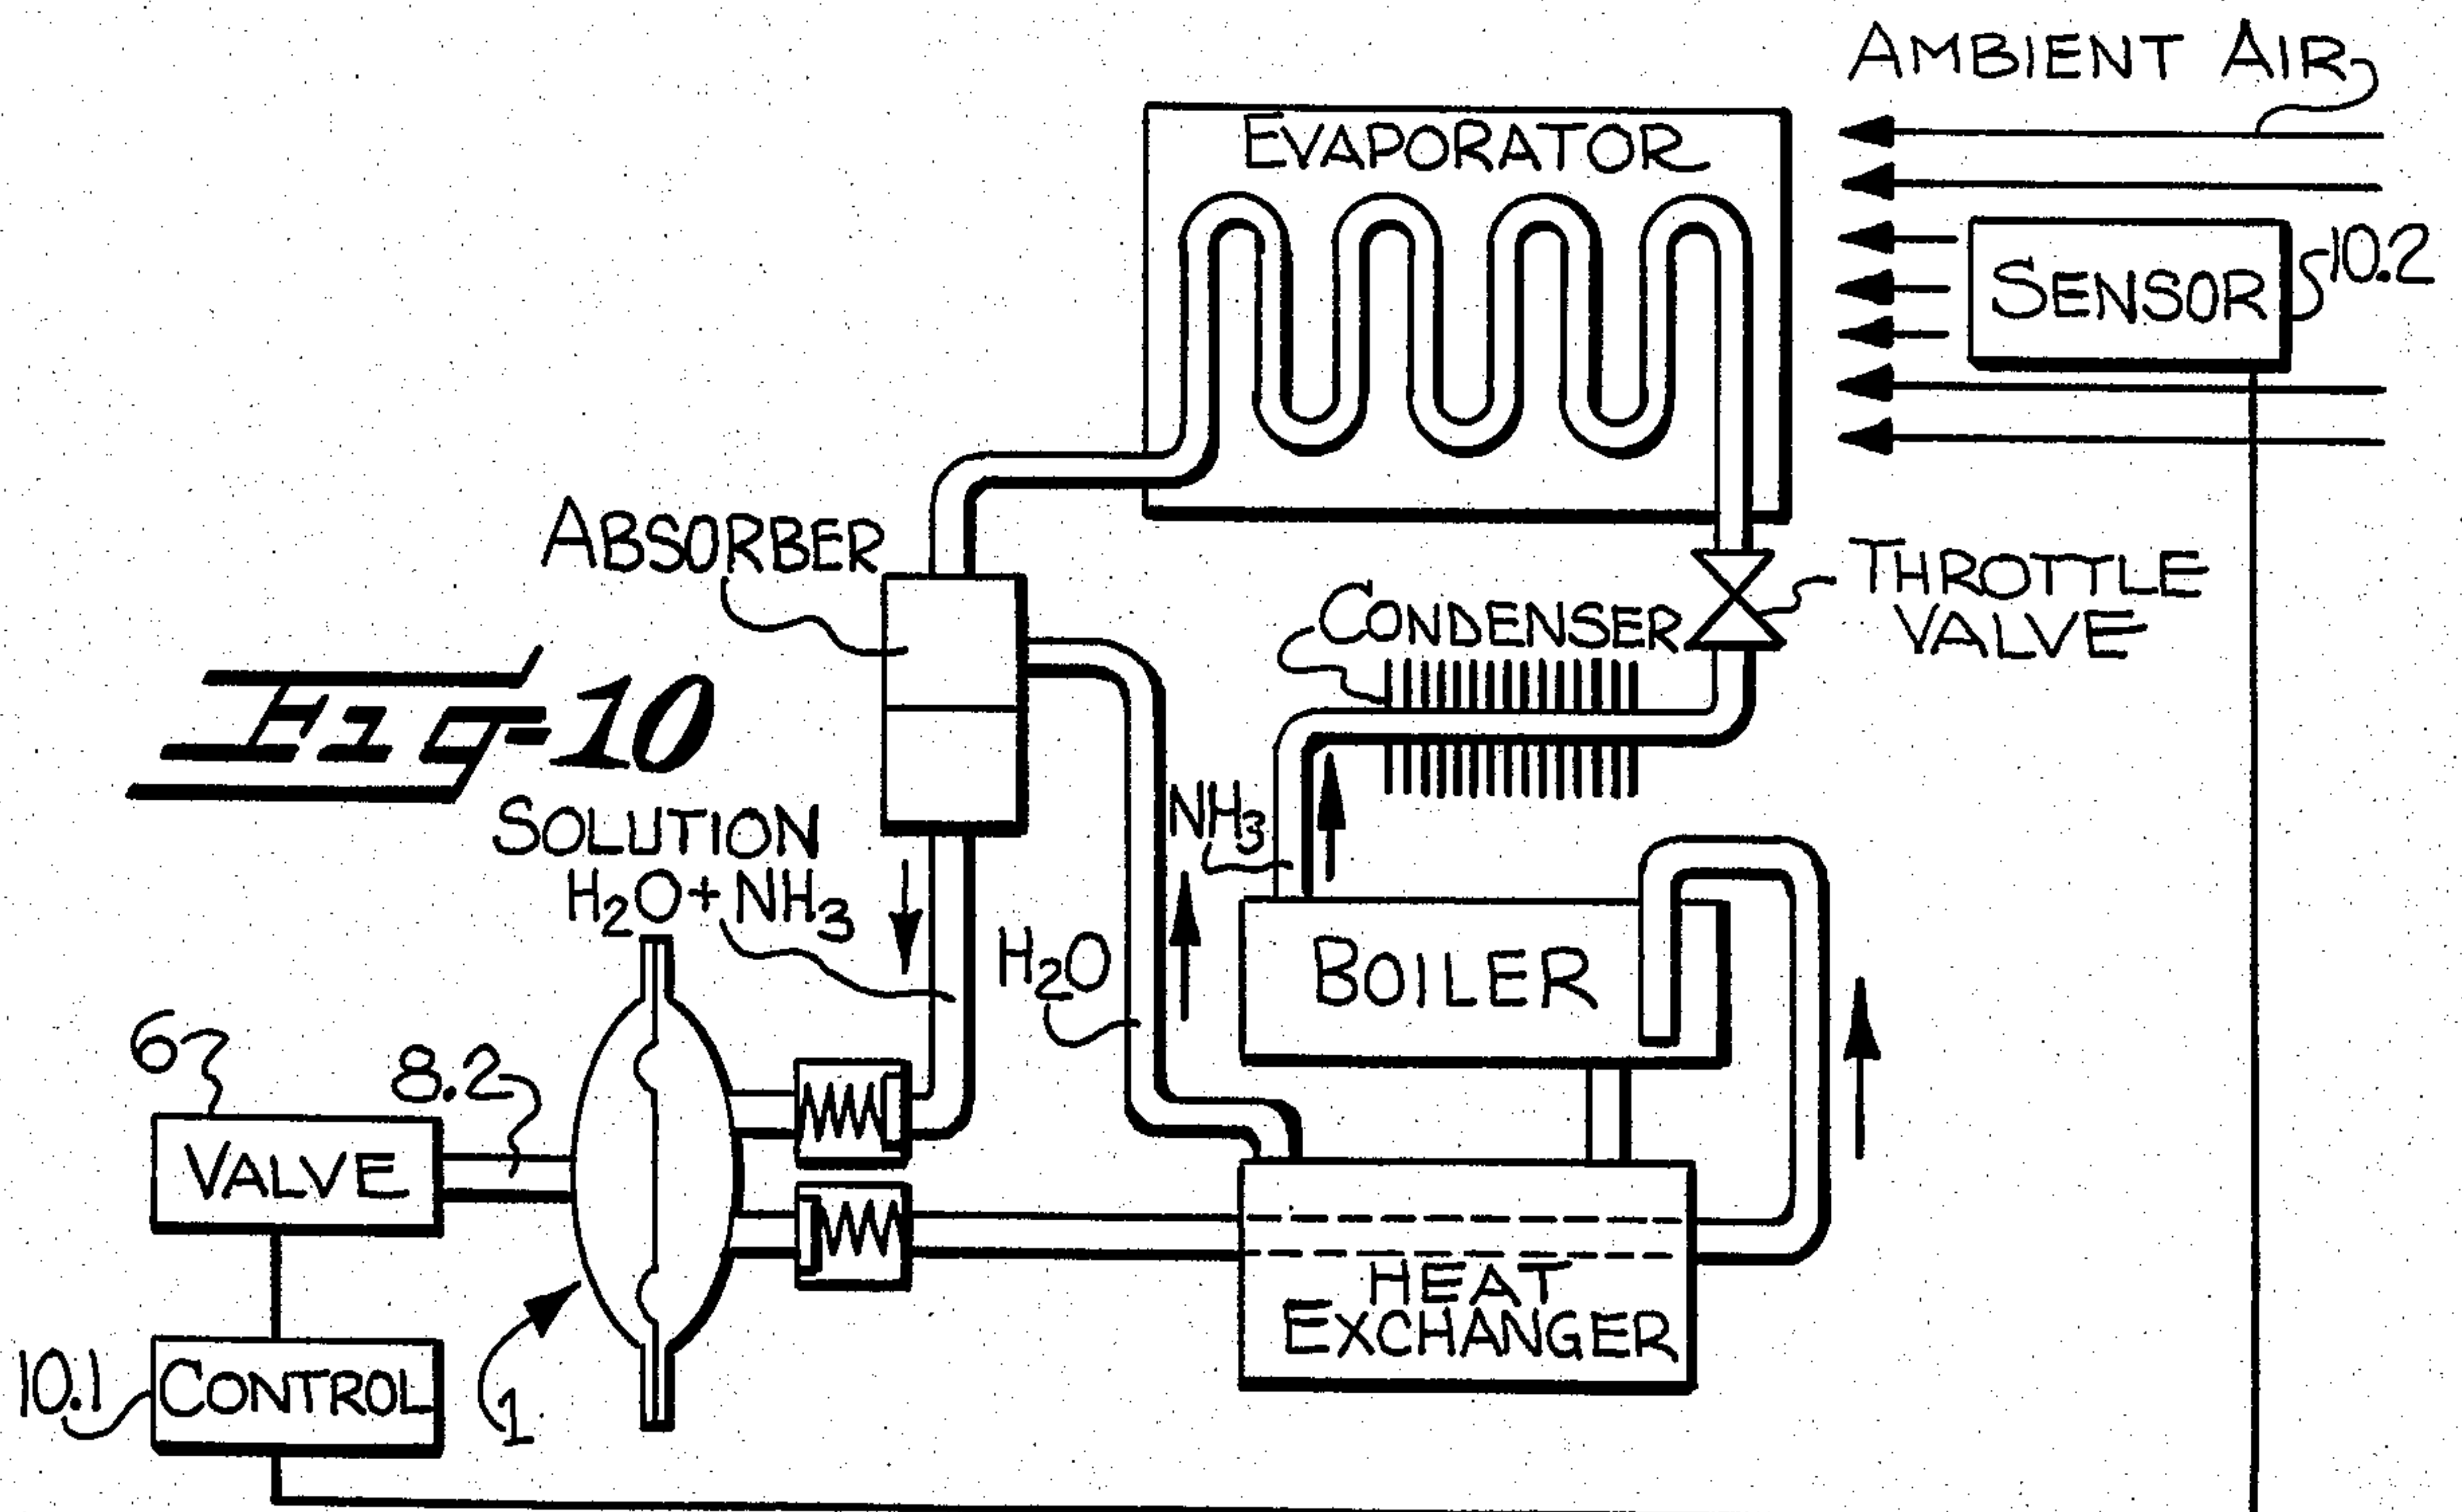 AMBIENT AIR
EVAPORATOR
SENSOR
10.2
ABSORBER
THROTTLE
VALVE
CONDENSER
Fig-10
SOLUTION
H₂O+NH₃
NH₃
H₂O
BOILER
6
8.2
VALVE
HEAT
EXCHANGER
10.1
CONTROL
1